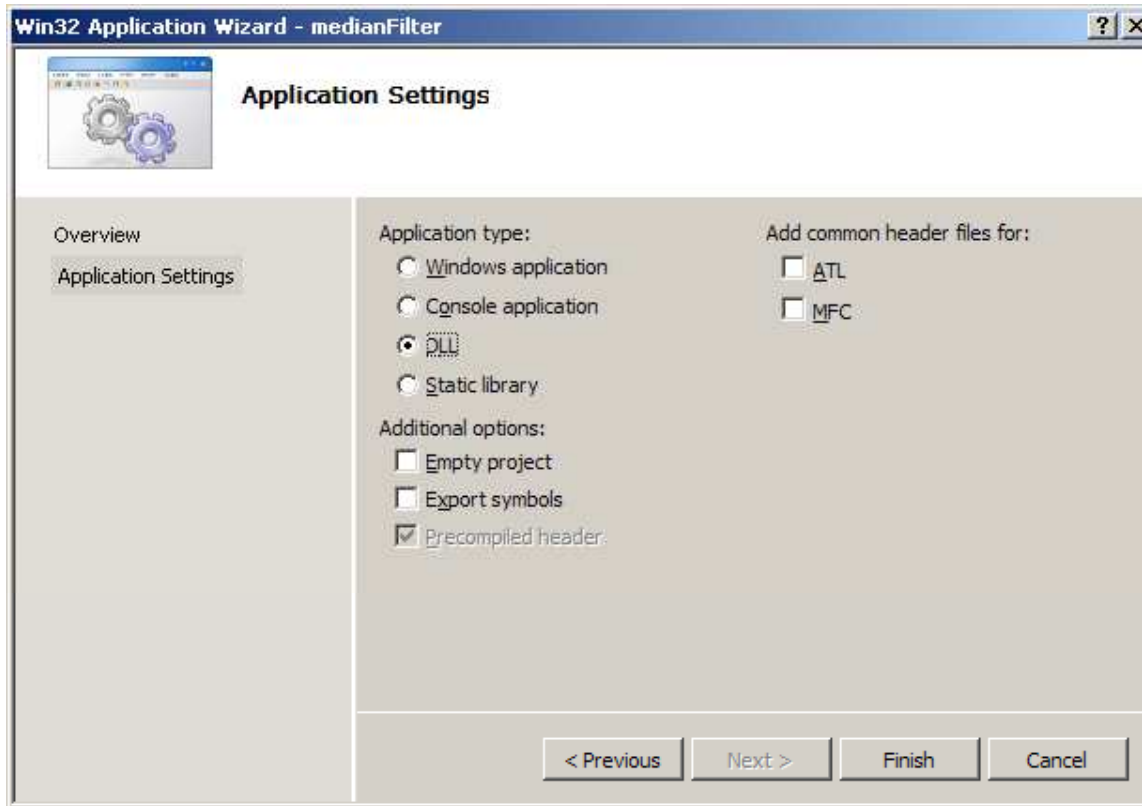 Win32 Application Wizard - medianFilter
Application Settings
Overview
Application Settings
Application type:
Windows application
Console application
DLL
Static library
Additional options:
Empty project
Export symbols
Precompiled header
Add common header files for:
ATL
MFC
< Previous
Next >
Finish
Cancel